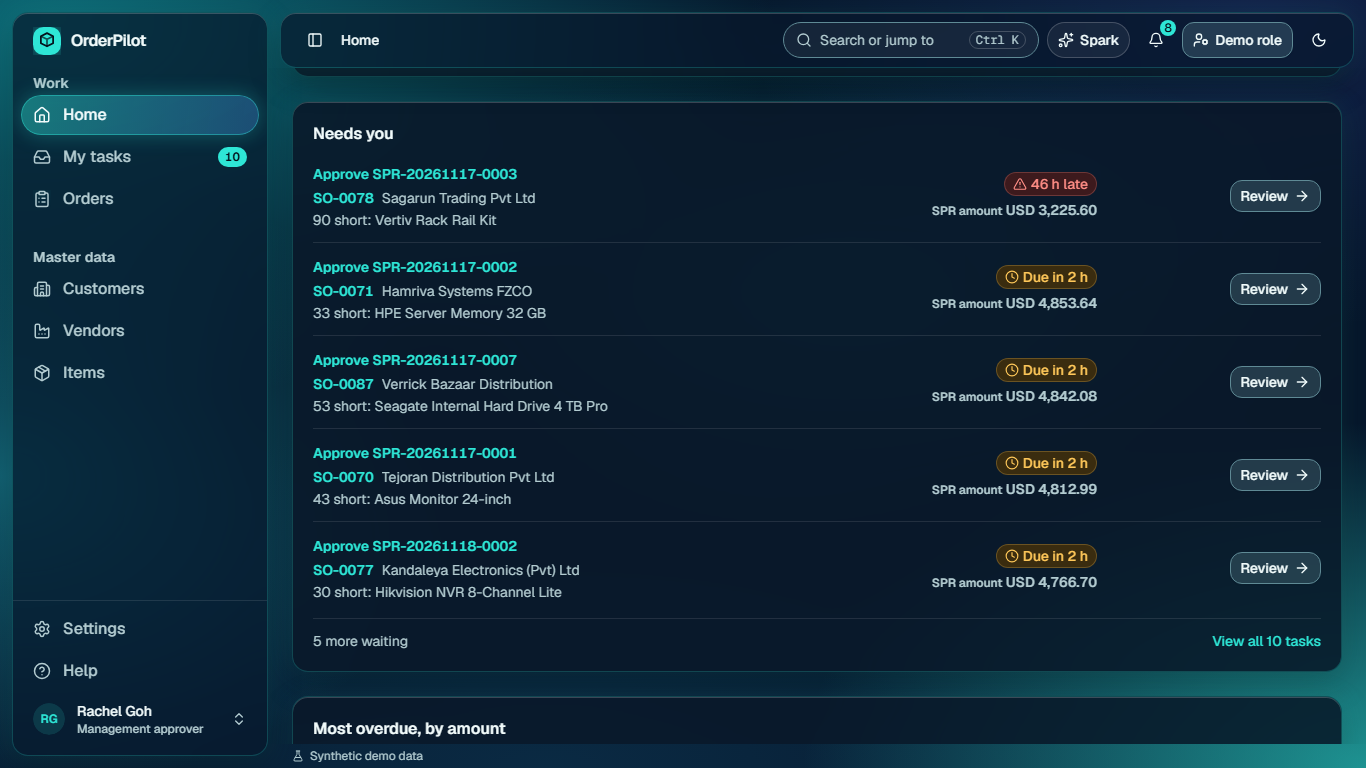 OrderPilot
Work
Home
My tasks 10
Orders
Master data
Customers
Vendors
Items
Settings
Help
RG Rachel Goh
Management approver
Home
Search or jump to Ctrl K
Spark
8
Demo role
Needs you
Approve SPR-20261117-0003
SO-0078 Sagarun Trading Pvt Ltd
90 short: Vertiv Rack Rail Kit
46 h late
SPR amount USD 3,225.60
Review
Approve SPR-20261117-0002
SO-0071 Hamriva Systems FZCO
33 short: HPE Server Memory 32 GB
Due in 2 h
SPR amount USD 4,853.64
Review
Approve SPR-20261117-0007
SO-0087 Verrick Bazaar Distribution
53 short: Seagate Internal Hard Drive 4 TB Pro
Due in 2 h
SPR amount USD 4,842.08
Review
Approve SPR-20261117-0001
SO-0070 Tejoran Distribution Pvt Ltd
43 short: Asus Monitor 24-inch
Due in 2 h
SPR amount USD 4,812.99
Review
Approve SPR-20261118-0002
SO-0077 Kandaleya Electronics (Pvt) Ltd
30 short: Hikvision NVR 8-Channel Lite
Due in 2 h
SPR amount USD 4,766.70
Review
5 more waiting
View all 10 tasks
Most overdue, by amount
Synthetic demo data